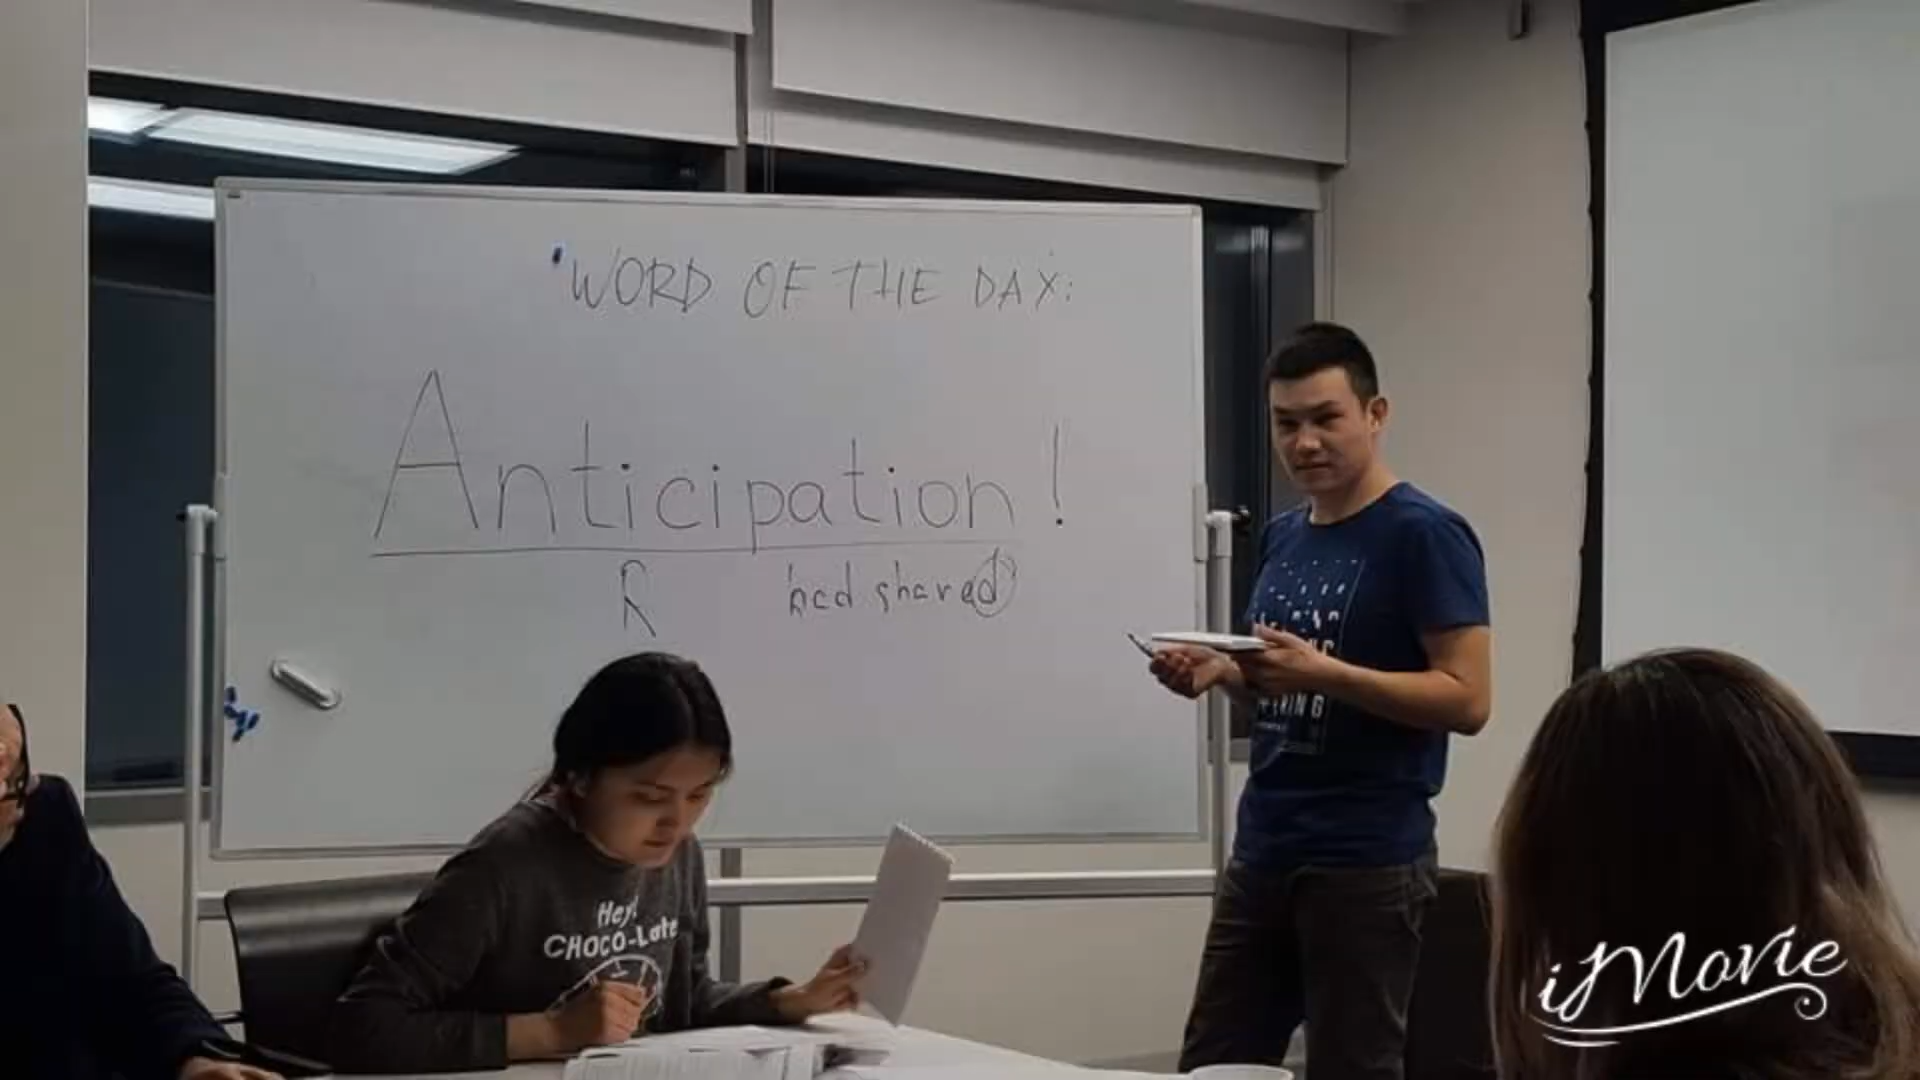 WORD OF THE DAY:
Anticipation!
R had shared
Hey!
CHOCO-Late
iMovie